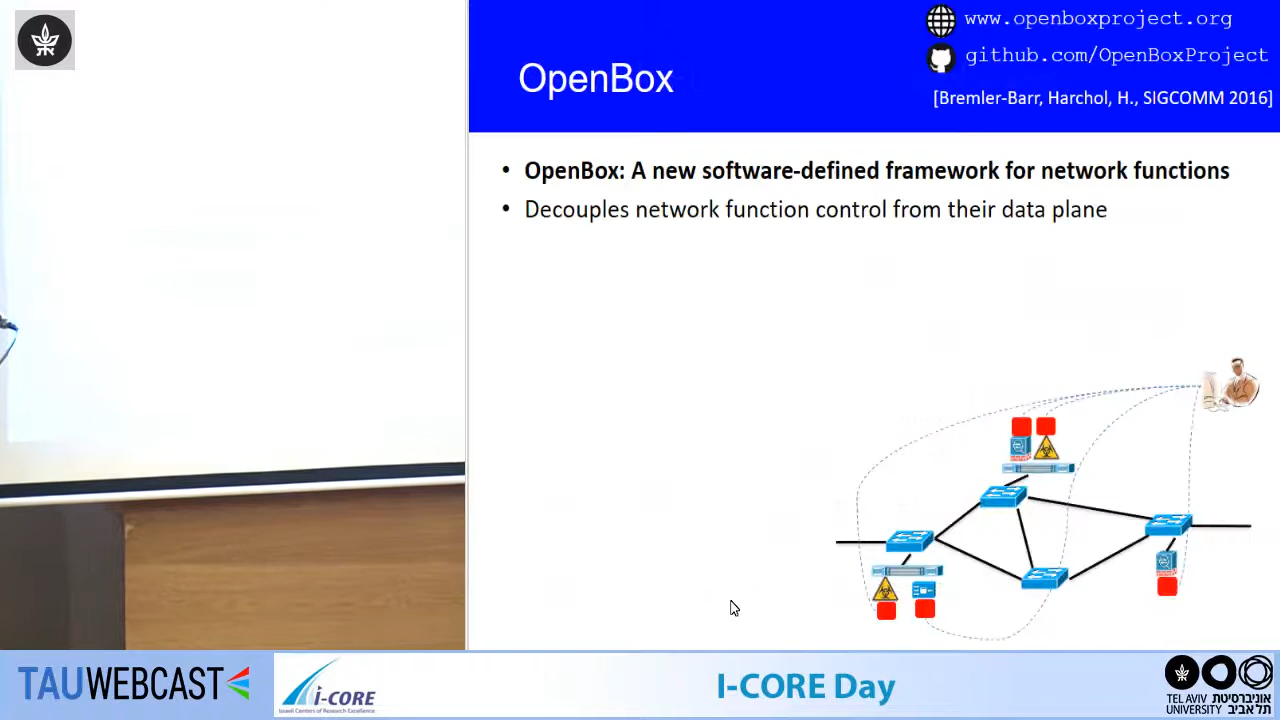 www.openboxproject.org
github.com/OpenBoxProject
OpenBox
[Bremler-Barr, Harchol, H., SIGCOMM 2016]
• OpenBox: A new software-defined framework for network functions
• Decouples network function control from their data plane
TAUWEBCAST
i-CORE
Israeli Centers of Research Excellence
I-CORE Day
TEL AVIV אוניברסיטת
UNIVERSITY תל אביב